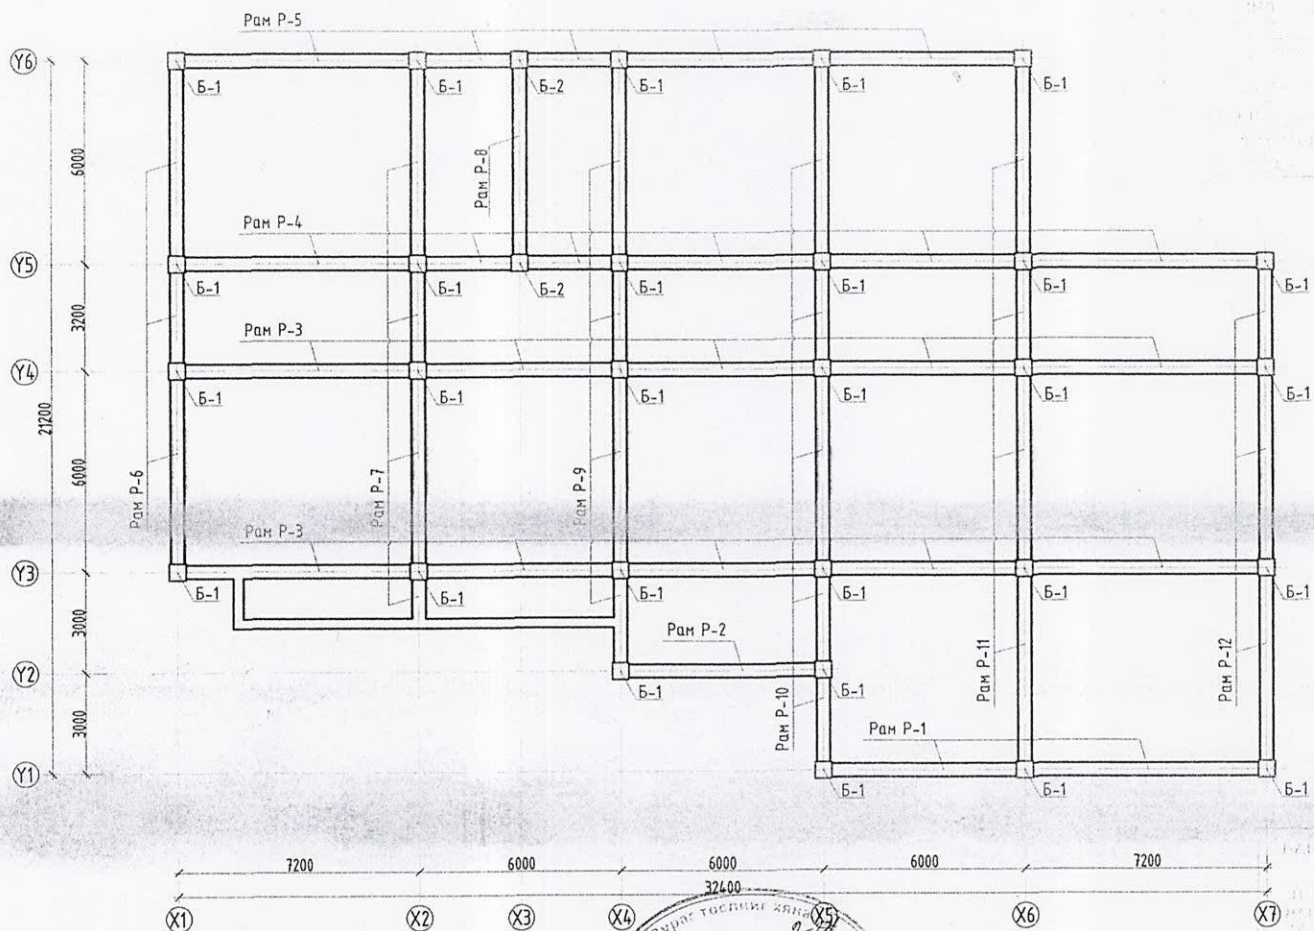 Рам Р-5
Y6
Б-1 Б-1 Б-2 Б-1 Б-1 Б-1
6000
Рам Р-8
Рам Р-4
Y5
Б-1 Б-1 Б-2 Б-1 Б-1 Б-1 Б-1
3200
Рам Р-3
Y4
Б-1 Б-1 Б-1 Б-1 Б-1 Б-1
21200
6000
Рам Р-6
Рам Р-7
Рам Р-9
Рам Р-3
Y3
Б-1 Б-1 Б-1 Б-1 Б-1 Б-1
3000
Рам Р-2
Рам Р-11
Рам Р-12
Y2
Б-1 Б-1
3000
Рам Р-10
Рам Р-1
Y1
Б-1 Б-1 Б-1
7200 6000 6000 6000 7200
32400
X1 X2 X3 X4 X5 X6 X7